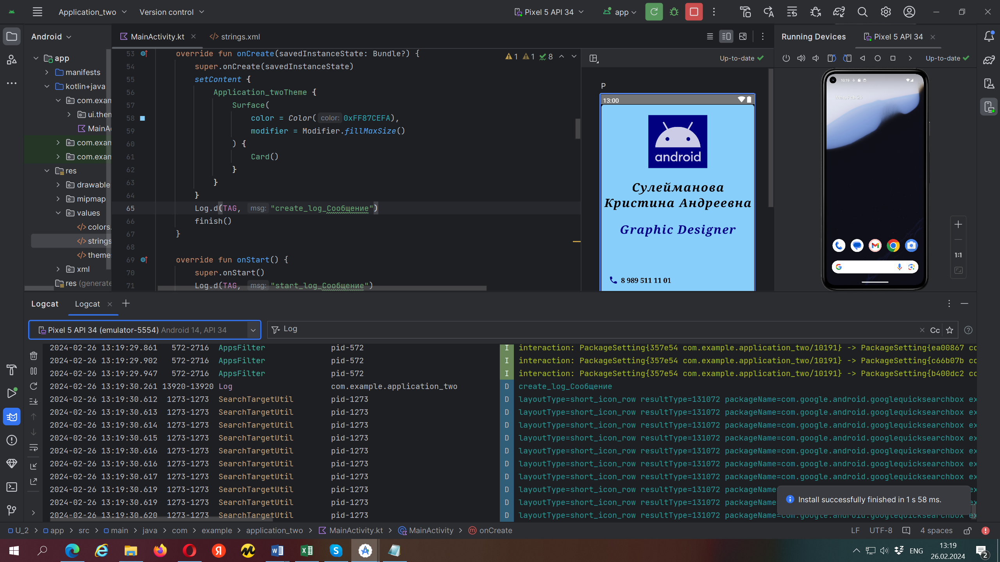 Application_two
Version control
Pixel 5 API 34
app
Android
MainActivity.kt
strings.xml
Running Devices
Pixel 5 API 34
app
manifests
kotlin+java
com.exam
ui.then
MainAc
com.exam
com.exam
res
drawable
mipmap
values
colors.
strings
themes
xml
res (generate
53 override fun onCreate(savedInstanceState: Bundle?) {
54 super.onCreate(savedInstanceState)
55 setContent {
56 Application_twoTheme {
57 Surface(
58 color = Color( color: 0xFF87CEFA),
59 modifier = Modifier.fillMaxSize()
60 ) {
61 Card()
62 }
63 }
64 }
65 Log.d(TAG, msg: "create_log_Сообщение")
66 finish()
67 }
68
69 override fun onStart() {
70 super.onStart()
71 Log.d(TAG, msg: "start_log_Сообщение")
1 1 8
Up-to-date
P
13:00
android
Сулейманова
Кристина Андреевна
Graphic Designer
8 989 511 11 01
Up-to-date
10:19
Mon, Feb 26
1:1
Logcat
Logcat
Pixel 5 API 34 (emulator-5554) Android 14, API 34
Log
Cc
2024-02-26 13:19:29.861 572-2716 AppsFilter pid-572 I interaction: PackageSetting{357e54 com.example.application_two/10191} -> PackageSetting{ea00867 co
2024-02-26 13:19:29.902 572-2716 AppsFilter pid-572 I interaction: PackageSetting{357e54 com.example.application_two/10191} -> PackageSetting{c66b07b co
2024-02-26 13:19:29.947 572-2716 AppsFilter pid-572 I interaction: PackageSetting{357e54 com.example.application_two/10191} -> PackageSetting{b400dc2 co
2024-02-26 13:19:30.261 13920-13920 Log com.example.application_two D create_log_Сообщение
2024-02-26 13:19:30.612 1273-1273 SearchTargetUtil pid-1273 D layoutType=short_icon_row resultType=131072 packageName=com.google.android.googlequicksearchbox ex
2024-02-26 13:19:30.613 1273-1273 SearchTargetUtil pid-1273 D layoutType=short_icon_row resultType=131072 packageName=com.google.android.googlequicksearchbox ex
2024-02-26 13:19:30.614 1273-1273 SearchTargetUtil pid-1273 D layoutType=short_icon_row resultType=131072 packageName=com.google.android.googlequicksearchbox ex
2024-02-26 13:19:30.615 1273-1273 SearchTargetUtil pid-1273 D layoutType=short_icon_row resultType=131072 packageName=com.google.android.googlequicksearchbox ex
2024-02-26 13:19:30.616 1273-1273 SearchTargetUtil pid-1273 D layoutType=short_icon_row resultType=131072 packageName=com.google.android.googlequicksearchbox ex
2024-02-26 13:19:30.616 1273-1273 SearchTargetUtil pid-1273 D layoutType=short_icon_row resultType=131072 packageName=com.google.android.googlequicksearchbox ex
2024-02-26 13:19:30.617 1273-1273 SearchTargetUtil pid-1273 D layoutType=short_icon_row resultType=131072 packageName=com.google.android.googlequicksearchbox ex
2024-02-26 13:19:30.619 1273-1273 SearchTargetUtil pid-1273 D layoutType=short_icon_row resultType=131072 packageName ex
2024-02-26 13:19:30.619 1273-1273 SearchTargetUtil pid-1273 D layoutType=short_icon_row resultType=131072 packageName ex
2024-02-26 13:19:30.620 1273-1273 SearchTargetUtil pid-1273 D layoutType=short_icon_row resultType=131072 packageName=com.google.android.googlequicksearchbox ex
Install successfully finished in 1 s 58 ms.
U_2 > app > src > main > java > com > example > application_two > MainActivity.kt > MainActivity > onCreate
LF UTF-8 4 spaces
ENG
13:19
26.02.2024
2